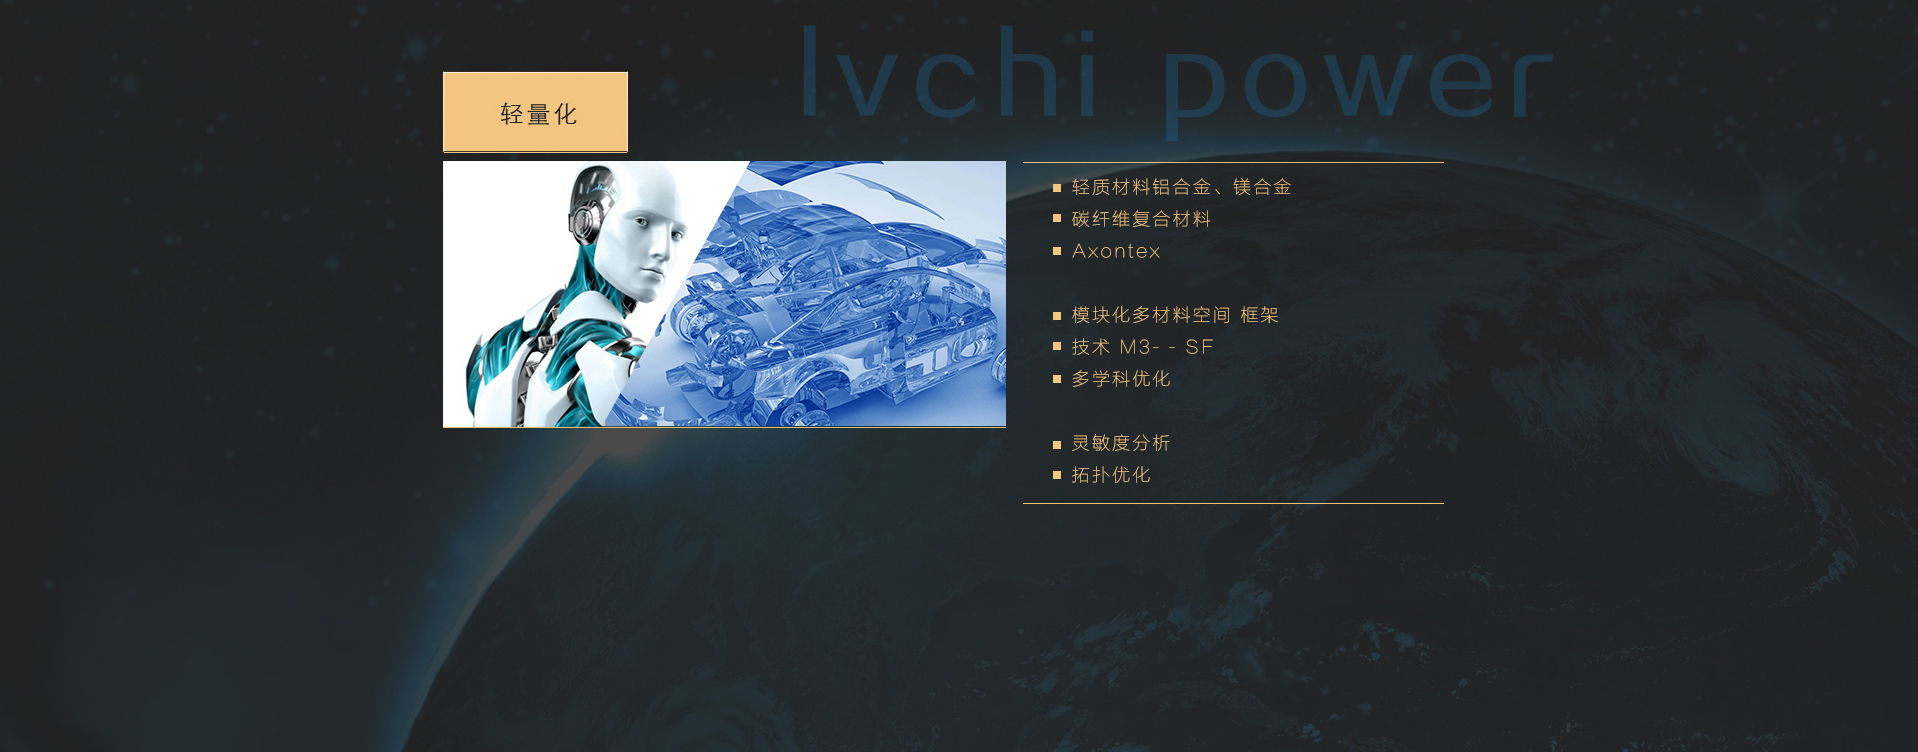 lvchi power
轻量化
轻质材料铝合金、镁合金
碳纤维复合材料
Axontex
模块化多材料空间 框架
技术 M3- - SF
多学科优化
灵敏度分析
拓扑优化